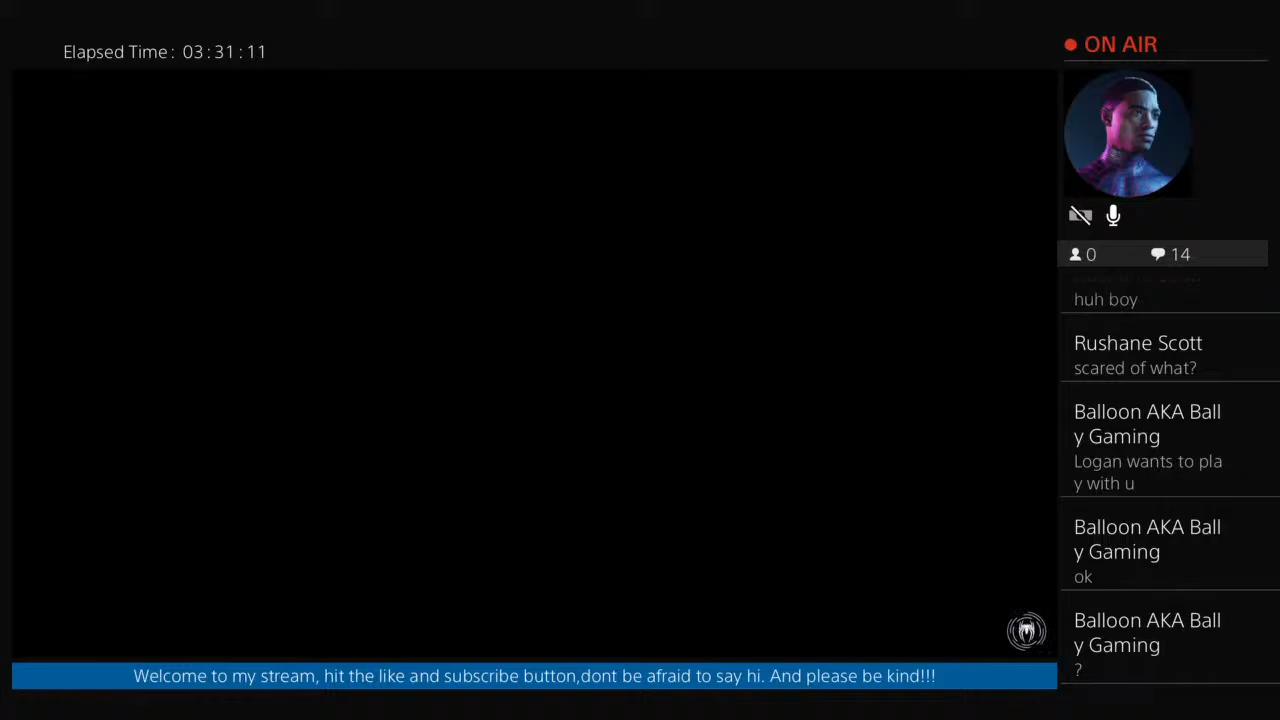 Elapsed Time: 03:31:11
ON AIR
0 14
huh boy
Rushane Scott
scared of what?
Balloon AKA Ball
y Gaming
Logan wants to pla
y with u
Balloon AKA Ball
y Gaming
ok
Balloon AKA Ball
y Gaming
?
Welcome to my stream, hit the like and subscribe button,dont be afraid to say hi. And please be kind!!!